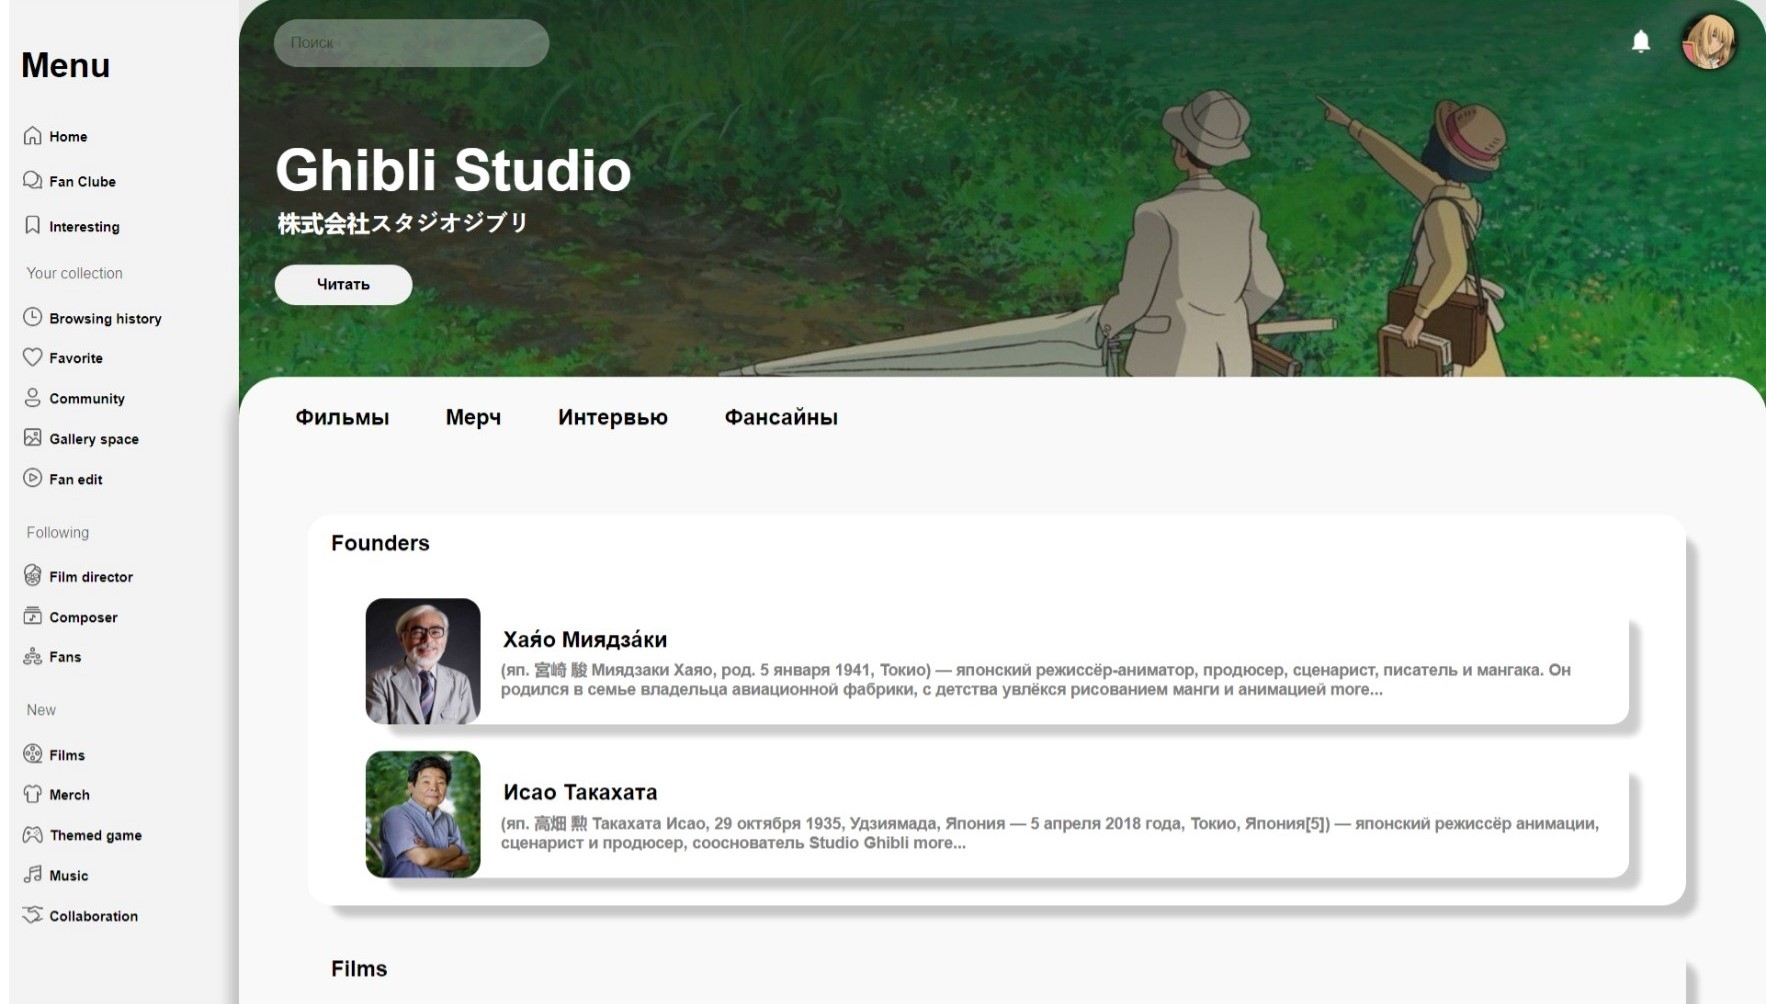 Menu
Home
Fan Clube
Interesting
Your collection
Browsing history
Favorite
Community
Gallery space
Fan edit
Following
Film director
Composer
Fans
New
Films
Merch
Themed game
Music
Collaboration
Поиск
Ghibli Studio
株式会社スタジオジブリ
Читать
Фильмы Мерч Интервью Фансайны
Founders
Хая́о Миядза́ки
(яп. 宮崎 駿 Миядзаки Хаяо, род. 5 января 1941, Токио) — японский режиссёр-аниматор, продюсер, сценарист, писатель и мангака. Он
родился в семье владельца авиационной фабрики, с детства увлёкся рисованием манги и анимацией more...
Исао Такахата
(яп. 高畑 勲 Такахата Исао, 29 октября 1935, Удзиямада, Япония — 5 апреля 2018 года, Токио, Япония[5]) — японский режиссёр анимации,
сценарист и продюсер, сооснователь Studio Ghibli more...
Films